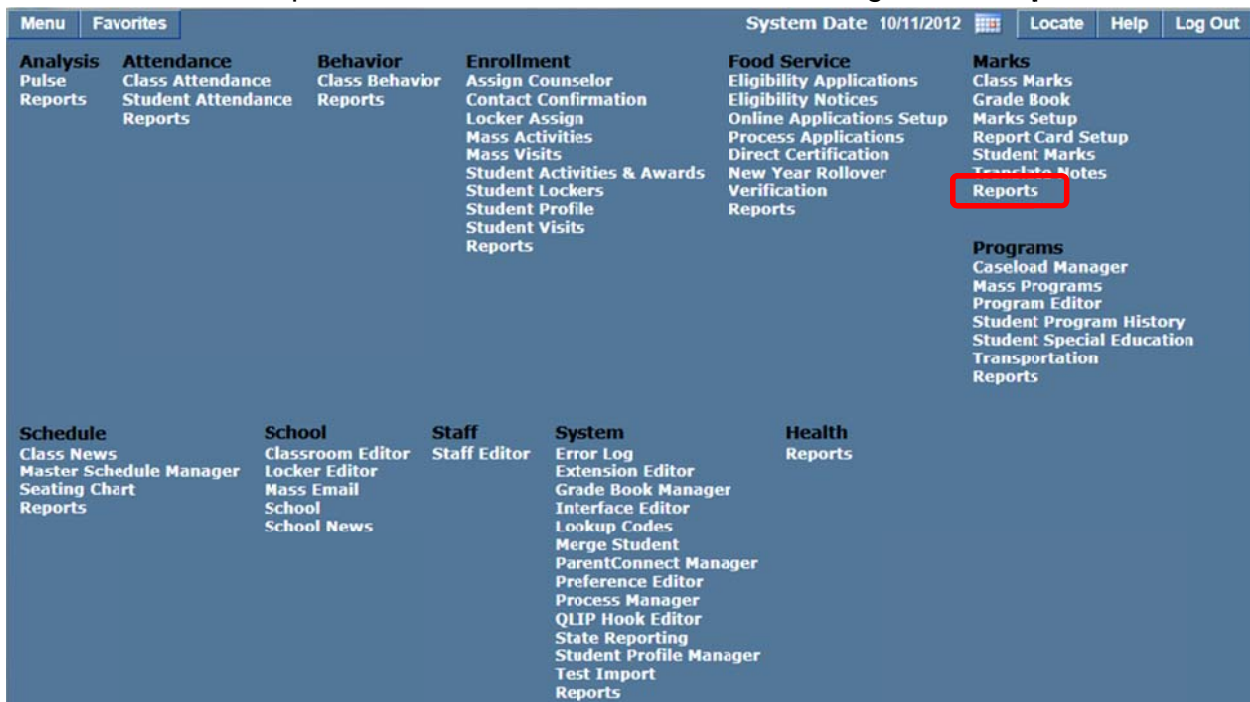 Menu Favorites System Date 10/11/2012 Locate Help Log Out
Analysis
Pulse
Reports
Attendance
Class Attendance
Student Attendance
Reports
Behavior
Class Behavior
Reports
Enrollment
Assign Counselor
Contact Confirmation
Locker Assign
Mass Activities
Mass Visits
Student Activities & Awards
Student Lockers
Student Profile
Student Visits
Reports
Food Service
Eligibility Applications
Eligibility Notices
Online Applications Setup
Process Applications
Direct Certification
New Year Rollover
Verification
Reports
Marks
Class Marks
Grade Book
Marks Setup
Report Card Setup
Student Marks
Translate Notes
Reports
Programs
Caseload Manager
Mass Programs
Program Editor
Student Program History
Student Special Education
Transportation
Reports
Schedule
Class News
Master Schedule Manager
Seating Chart
Reports
School
Classroom Editor
Locker Editor
Mass Email
School
School News
Staff
Staff Editor
System
Error Log
Extension Editor
Grade Book Manager
Interface Editor
Lookup Codes
Merge Student
ParentConnect Manager
Preference Editor
Process Manager
QLIP Hook Editor
State Reporting
Student Profile Manager
Test Import
Reports
Health
Reports